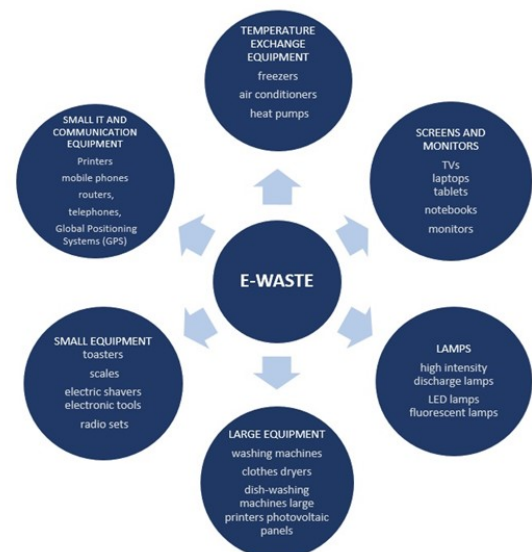 TEMPERATURE
EXCHANGE
EQUIPMENT
freezers
air conditioners
heat pumps
SMALL IT AND
COMMUNICATION
EQUIPMENT
Printers
mobile phones
routers,
telephones,
Global Positioning
Systems (GPS)
SCREENS AND
MONITORS
TVs
laptops
tablets
notebooks
monitors
E-WASTE
SMALL EQUIPMENT
toasters
scales
electric shavers
electronic tools
radio sets
LAMPS
high intensity
discharge lamps
LED lamps
fluorescent lamps
LARGE EQUIPMENT
washing machines
clothes dryers
dish-washing
machines large
printers photovoltaic
panels